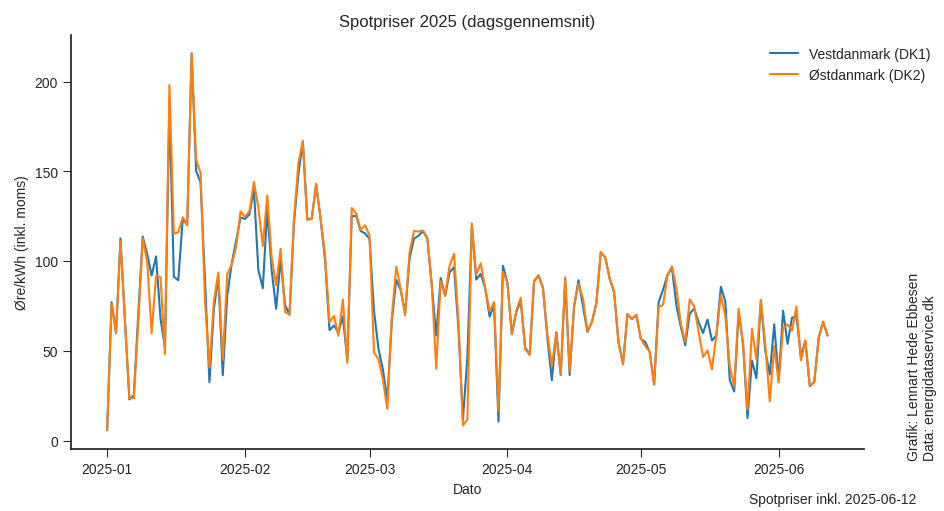 Spotpriser 2025 (dagsgennemsnit)
Vestdanmark (DK1)
Østdanmark (DK2)
Øre/kWh (inkl. moms)
200
150
100
50
0
2025-01
2025-02
2025-03
2025-04
2025-05
2025-06
Dato
Grafik: Lennart Hede Ebbesen
Data: energidataservice.dk
Spotpriser inkl. 2025-06-12